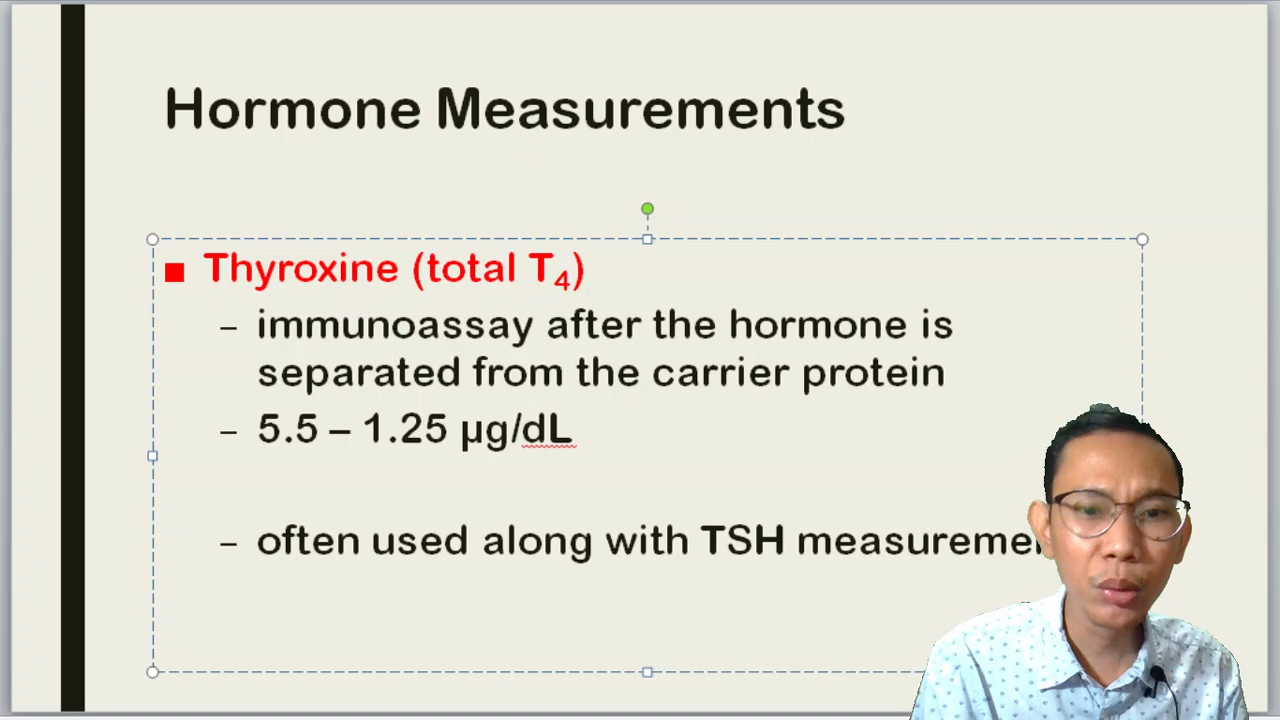 Hormone Measurements
Thyroxine (total T₄)
– immunoassay after the hormone is
separated from the carrier protein
– 5.5 – 1.25 µg/dL
– often used along with TSH